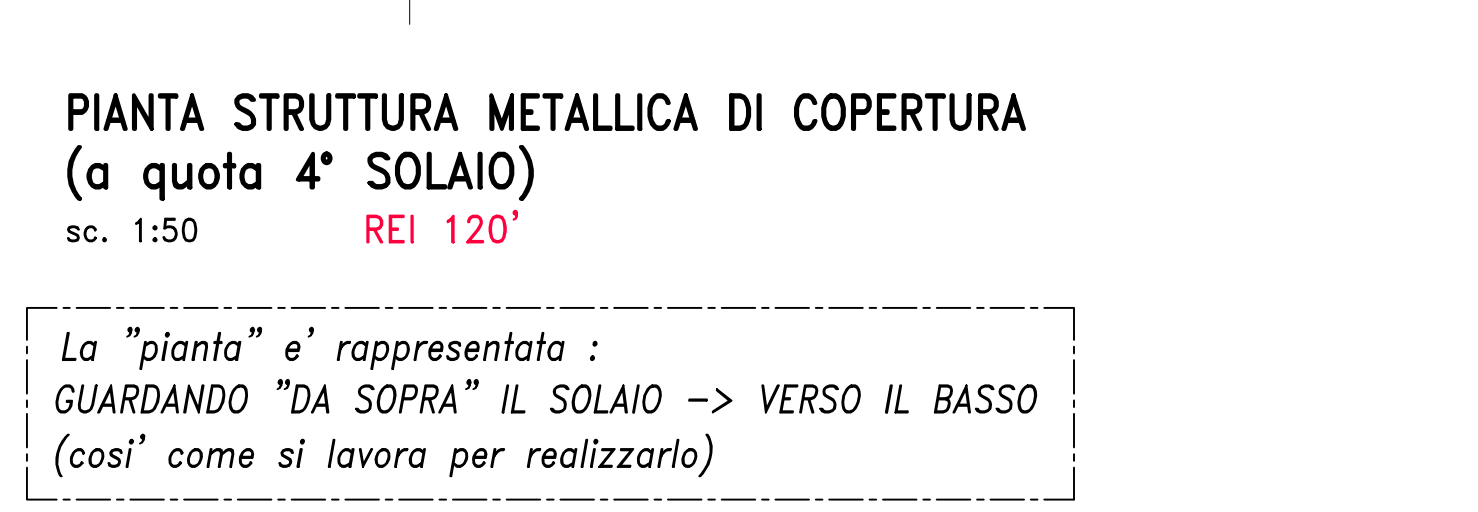 PIANTA STRUTTURA METALLICA DI COPERTURA
(a quota 4° SOLAIO)
sc. 1:50 REI 120'
La "pianta" e' rappresentata :
GUARDANDO "DA SOPRA" IL SOLAIO -> VERSO IL BASSO
(cosi' come si lavora per realizzarlo)